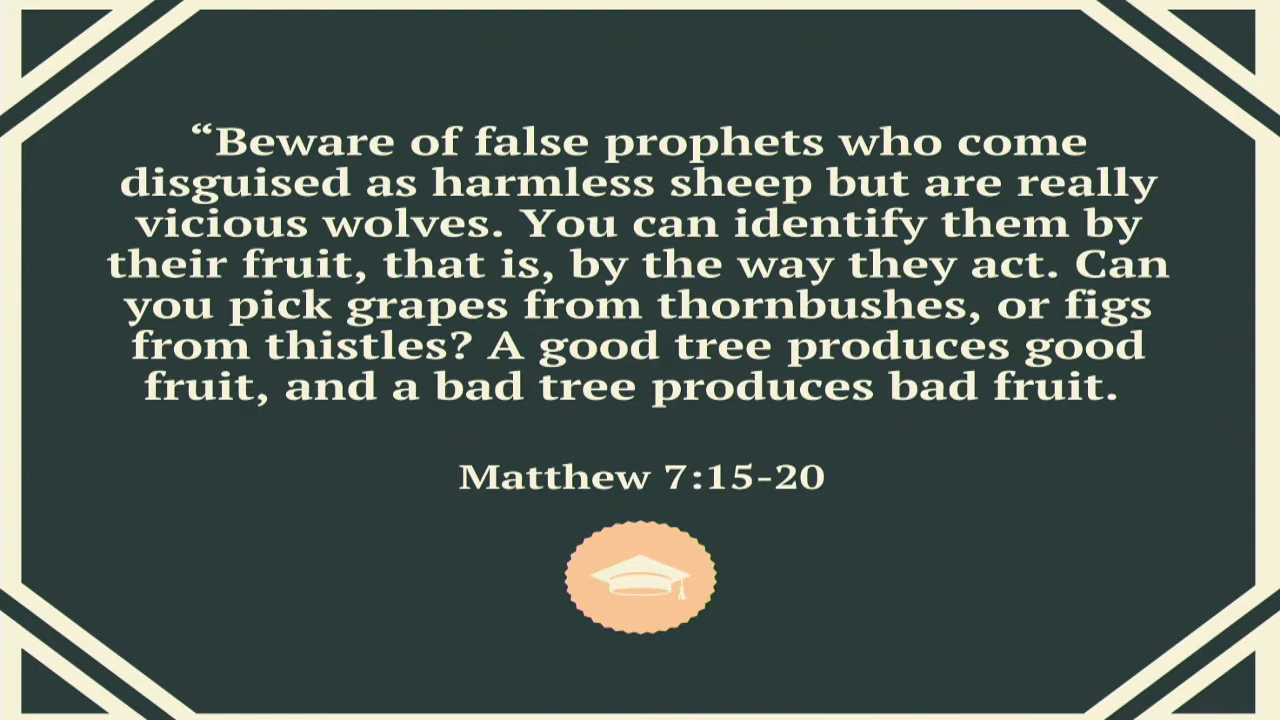 “Beware of false prophets who come
disguised as harmless sheep but are really
vicious wolves. You can identify them by
their fruit, that is, by the way they act. Can
you pick grapes from thornbushes, or figs
from thistles? A good tree produces good
fruit, and a bad tree produces bad fruit.
Matthew 7:15-20